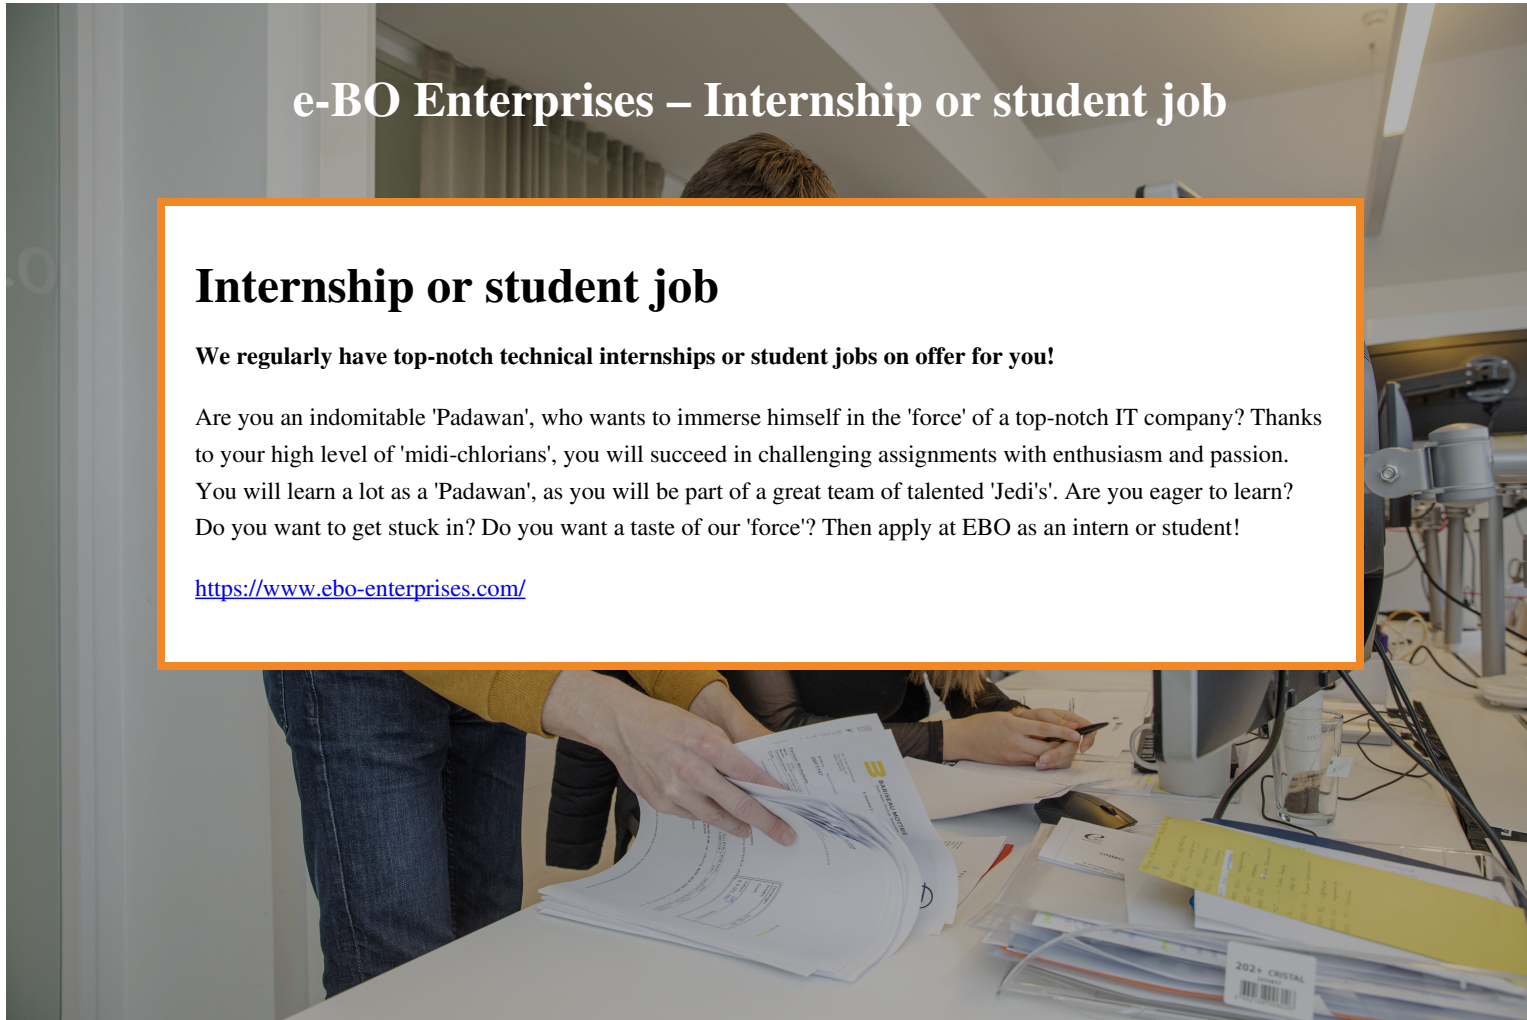 e-BO Enterprises – Internship or student job
Internship or student job
We regularly have top-notch technical internships or student jobs on offer for you!
Are you an indomitable 'Padawan', who wants to immerse himself in the 'force' of a top-notch IT company? Thanks
to your high level of 'midi-chlorians', you will succeed in challenging assignments with enthusiasm and passion.
You will learn a lot as a 'Padawan', as you will be part of a great team of talented 'Jedi's'. Are you eager to learn?
Do you want to get stuck in? Do you want a taste of our 'force'? Then apply at EBO as an intern or student!
https://www.ebo-enterprises.com/
BARISEAU MOTTRIE
202+ CRISTAL